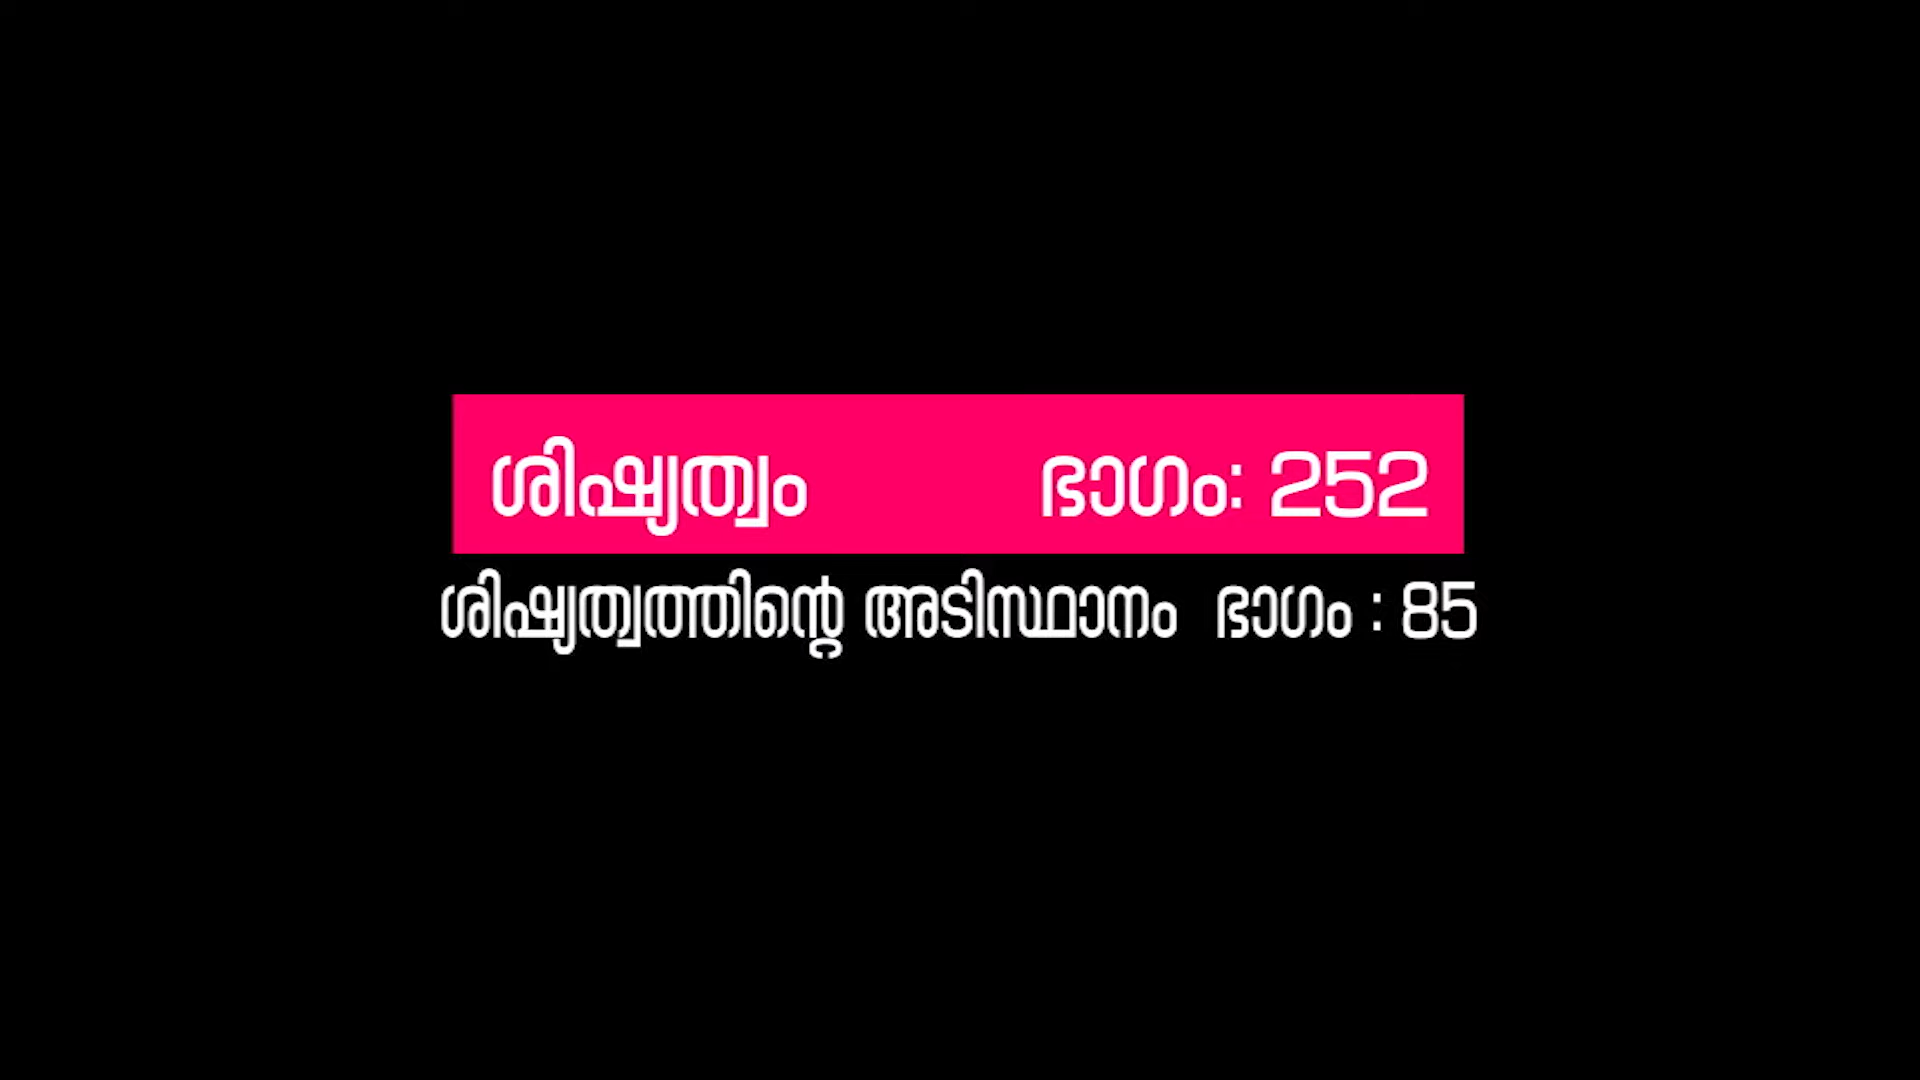 ശിഷ്യത്വം ഭാഗം: 252
ശിഷ്യത്വത്തിന്റെ അടിസ്ഥാനം ഭാഗം : 85